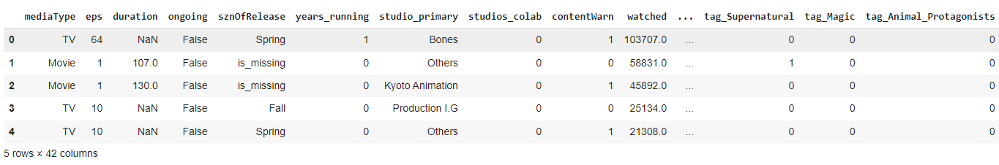 mediaType eps duration ongoing sznOfRelease years_running studio_primary studios_colab contentWarn watched ... tag_Supernatural tag_Magic tag_Animal_Protagonists
0 TV 64 NaN False Spring 1 Bones 0 1 103707.0 ... 0 0 0
1 Movie 1 107.0 False is_missing 0 Others 0 0 58831.0 ... 1 0 0
2 Movie 1 130.0 False is_missing 0 Kyoto Animation 0 1 45892.0 ... 0 0 0
3 TV 10 NaN False Fall 0 Production I.G 0 0 25134.0 ... 0 0 0
4 TV 10 NaN False Spring 0 Others 0 1 21308.0 ... 0 0 0
5 rows × 42 columns